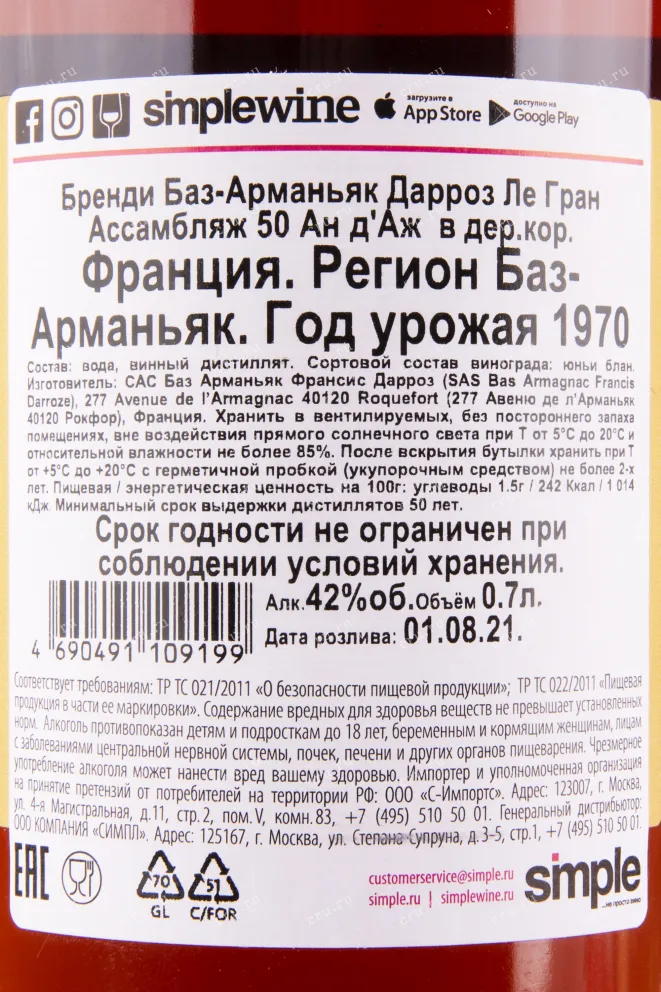 simplewine загрузите в App Store доступно на Google Play
Бренди Баз-Арманьяк Дарроз Ле Гран
Ассамбляж 50 Ан д'Аж в дер.кор.
Франция. Регион Баз-
Арманьяк. Год урожая 1970
Состав: вода, винный дистиллят. Сортовой состав винограда: юньи блан.
Изготовитель: САС Баз Арманьяк Франсис Дарроз (SAS Bas Armagnac Francis
Darroze), 277 Avenue de l’Armagnac 40120 Roquefort (277 Авеню де л'Арманьяк
40120 Рокфор), Франция. Хранить в вентилируемых, без постороннего запаха
помещениях, вне воздействия прямого солнечного света при Т от 5°С до 20°С и
относительной влажности не более 85%. После вскрытия бутылки хранить при Т
от +5°С до +20°С с герметичной пробкой (укупорочным средством) не более 2-х
лет. Пищевая / энергетическая ценность на 100г: углеводы 1.5г / 242 Ккал / 1 014
кДж. Минимальный срок выдержки дистиллятов 50 лет.
Срок годности не ограничен при
соблюдении условий хранения.
Алк.42%об.Объём 0.7л.
Дата розлива: 01.08.21.
4 690491 109199
Соответствует требованиям: ТР ТС 021/2011 «О безопасности пищевой продукции»; ТР ТС 022/2011 «Пищевая
продукция в части ее маркировки». Содержание вредных для здоровья веществ не превышает установленных
норм. Алкоголь противопоказан детям и подросткам до 18 лет, беременным и кормящим женщинам, лицам
с заболеваниями центральной нервной системы, почек, печени и других органов пищеварения. Чрезмерное
употребление алкоголя может нанести вред вашему здоровью. Импортер и уполномоченная организация
на принятие претензий от потребителей на территории РФ: ООО «С-Импортс». Адрес: 123007, г. Москва,
ул. 4-я Магистральная, д.11, стр.2, пом.V, комн.83, +7 (495) 510 50 01. Генеральный дистрибьютор:
ООО КОМПАНИЯ «СИМПЛ». Адрес: 125167, г. Москва, ул. Степана Супруна, д.3-5, стр.1, +7 (495) 510 50 01.
EAC
70
GL
51
C/FOR
customerservice@simple.ru
simple.ru | simplewine.ru
simple
...не просто вино